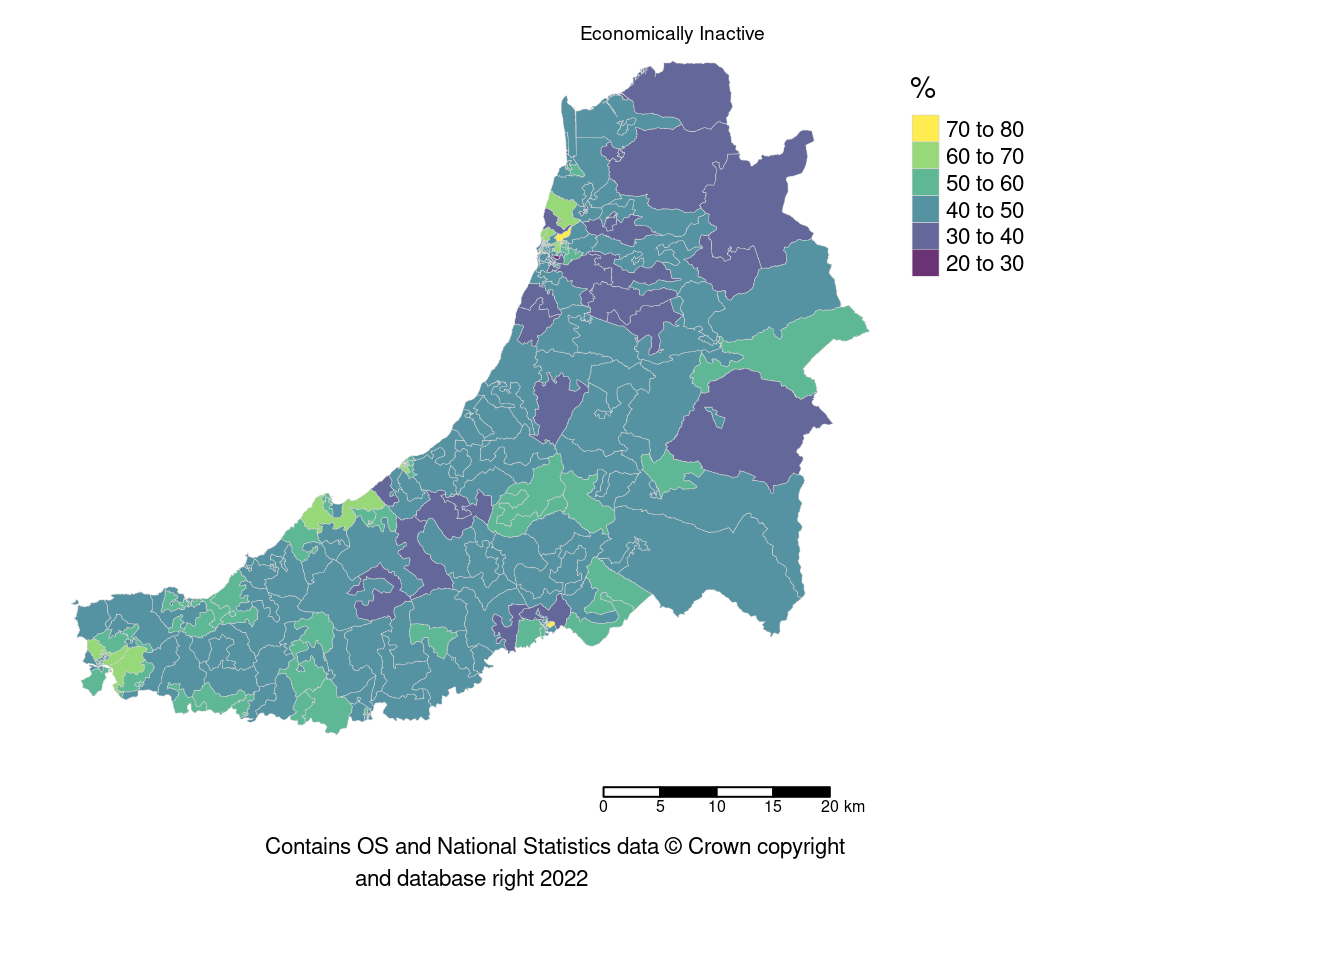 Economically Inactive
%
70 to 80
60 to 70
50 to 60
40 to 50
30 to 40
20 to 30
0 5 10 15 20 km
Contains OS and National Statistics data © Crown copyright
and database right 2022